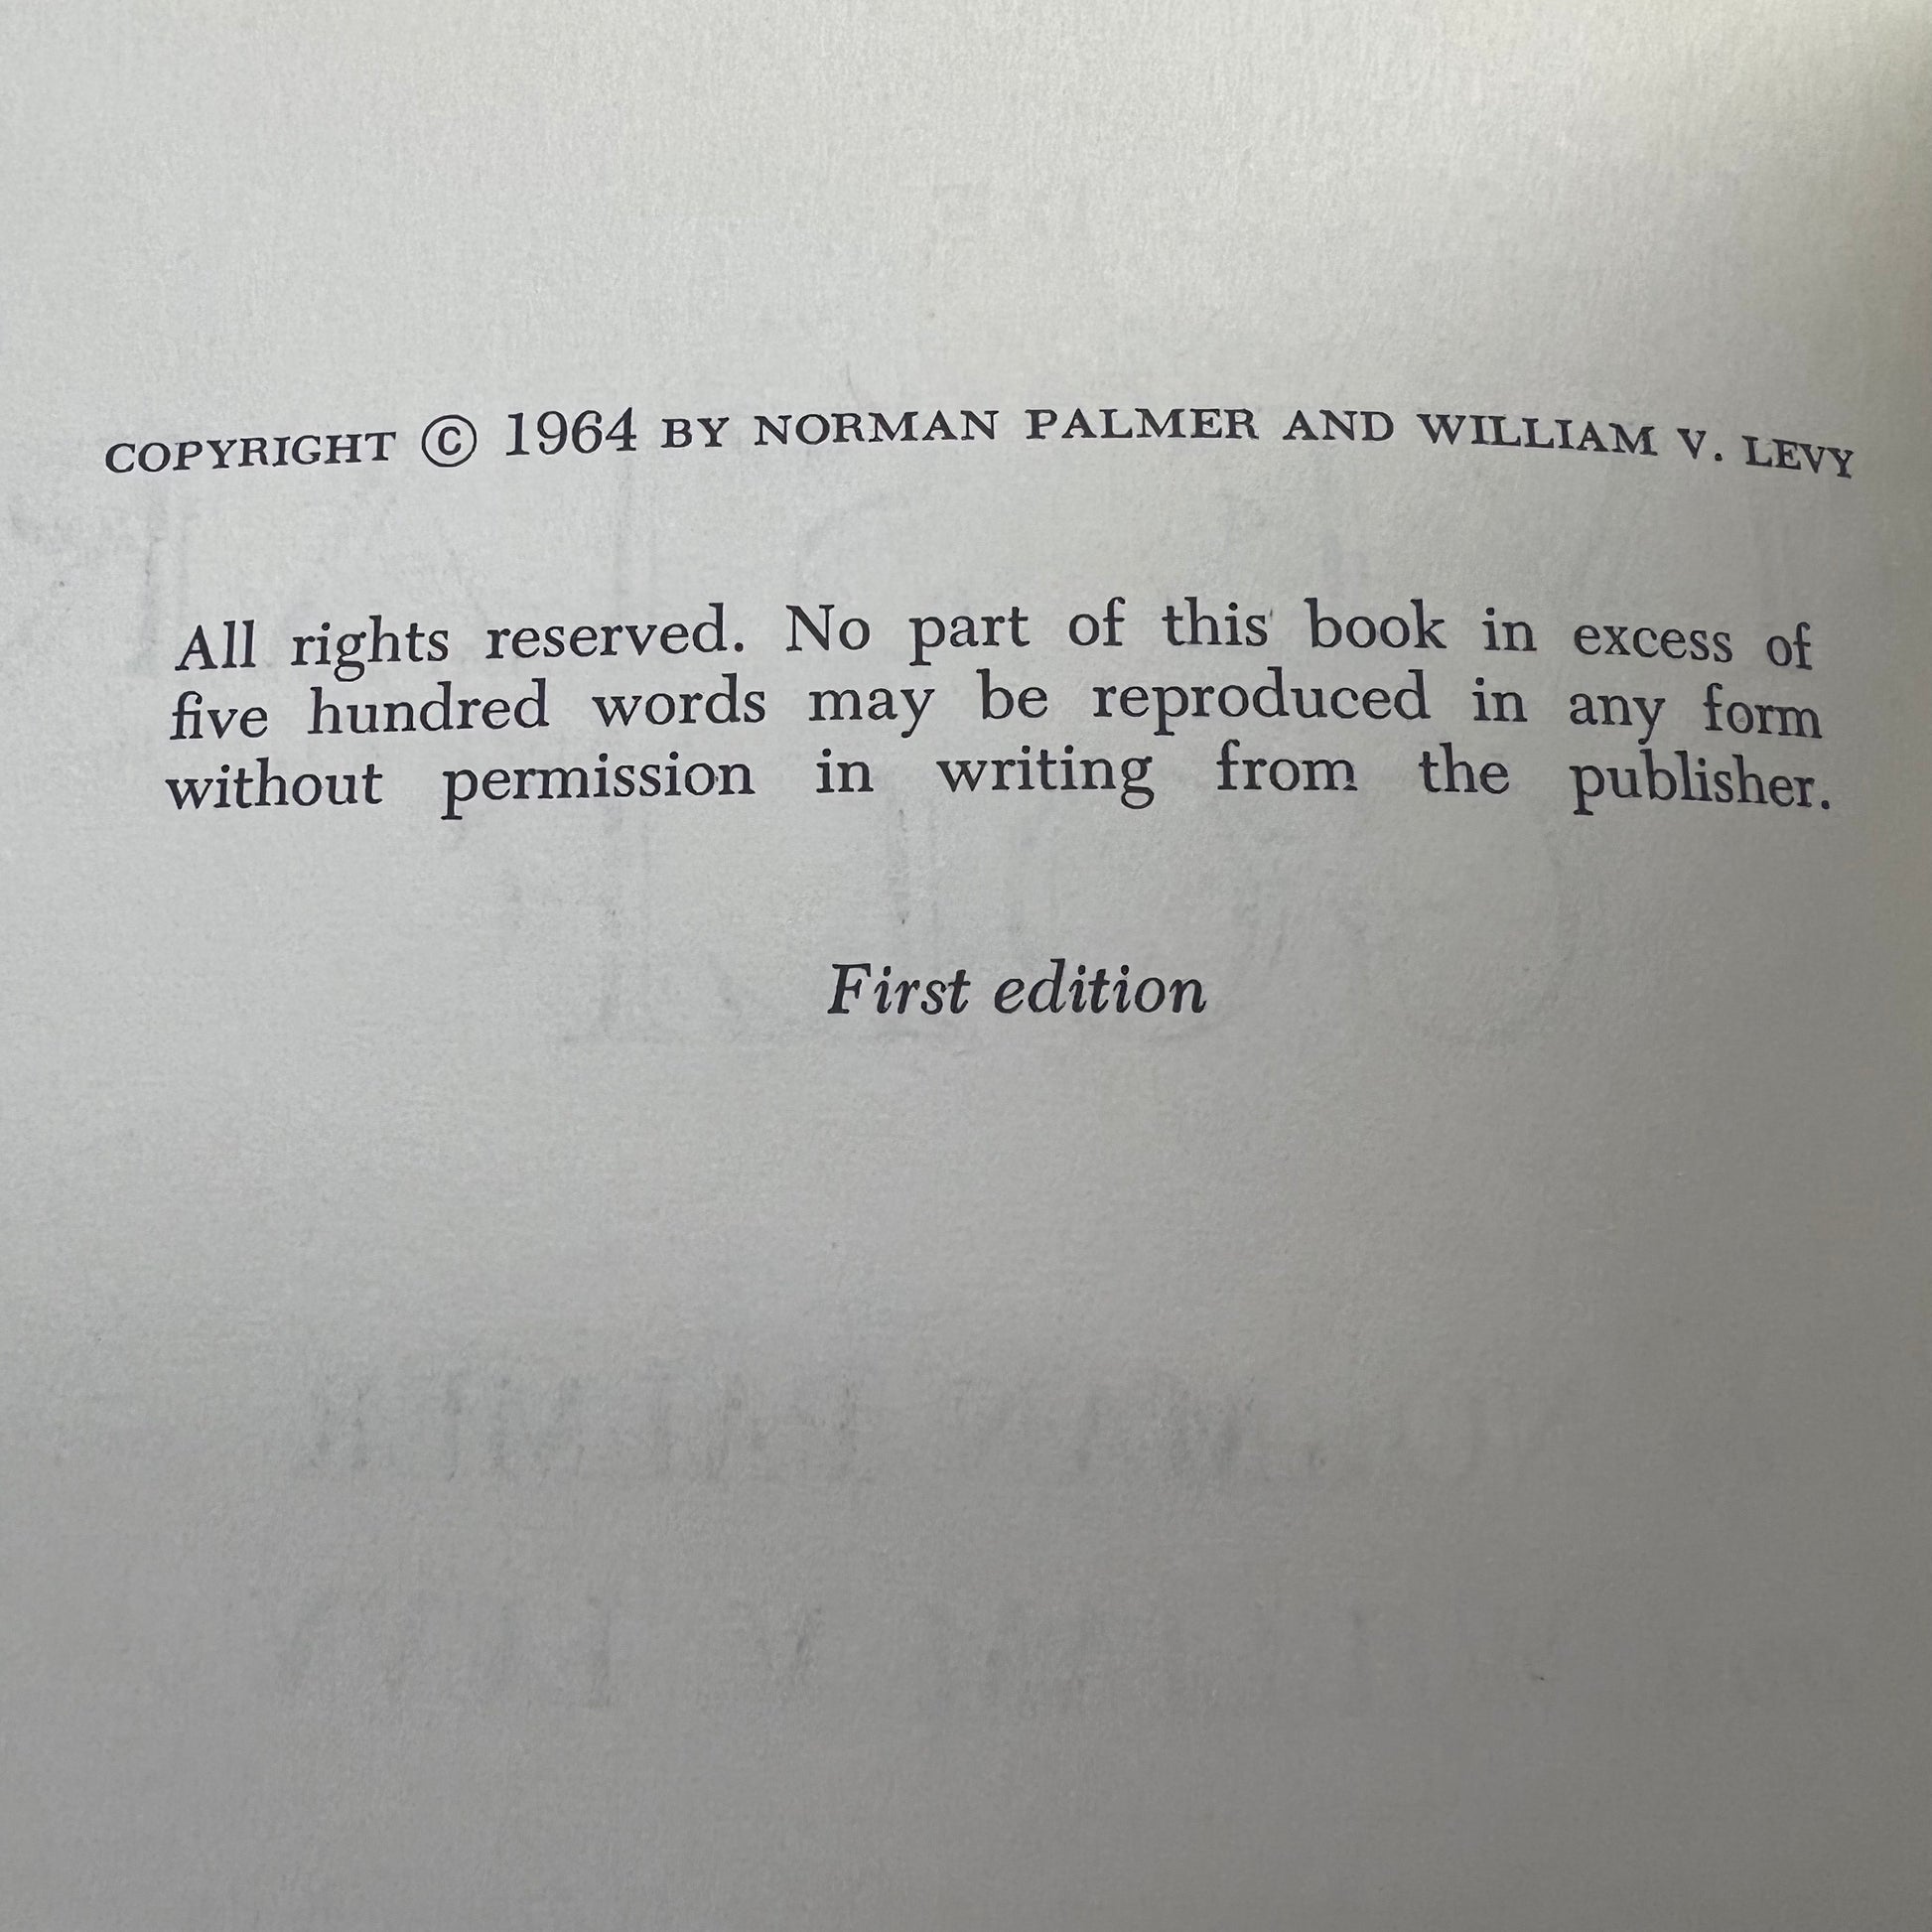 COPYRIGHT © 1964 BY NORMAN PALMER AND WILLIAM V. LEVY
All rights reserved. No part of this book in excess of
five hundred words may be reproduced in any form
without permission in writing from the publisher.
First edition